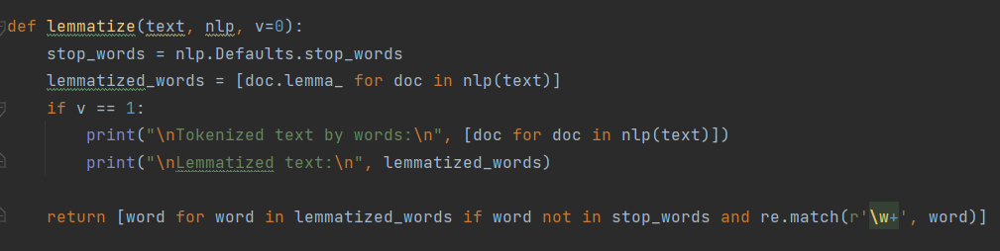 def lemmatize(text, nlp, v=0):
    stop_words = nlp.Defaults.stop_words
    lemmatized_words = [doc.lemma_ for doc in nlp(text)]
    if v == 1:
        print("\nTokenized text by words:\n", [doc for doc in nlp(text)])
        print("\nLemmatized text:\n", lemmatized_words)

    return [word for word in lemmatized_words if word not in stop_words and re.match(r'\w+', word)]